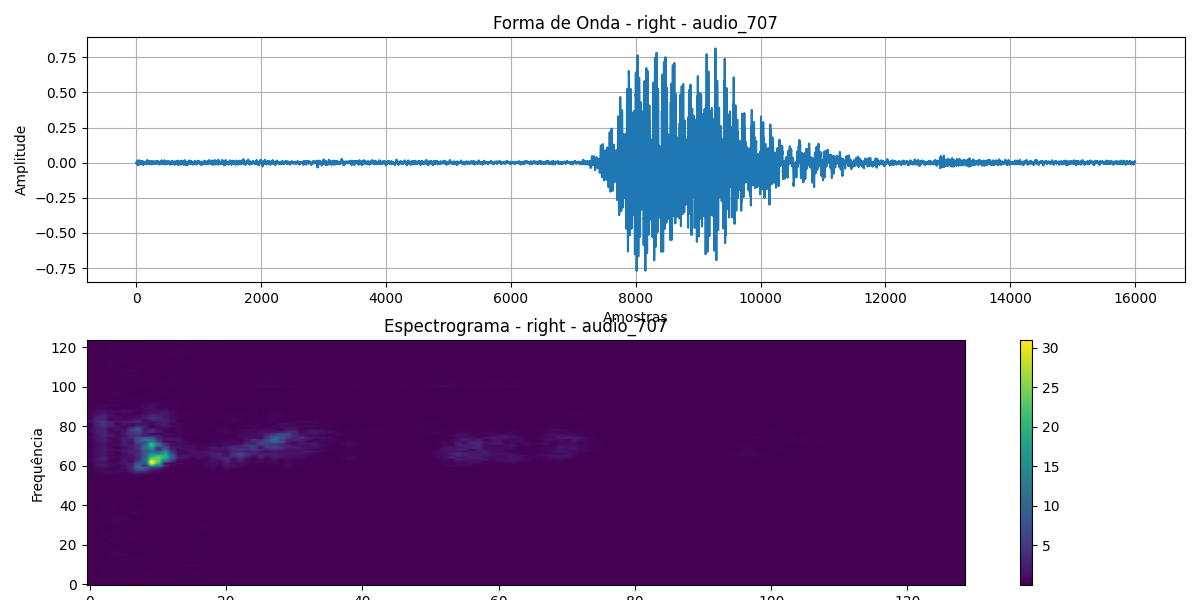 Forma de Onda - right - audio_707
0.75
0.50
0.25
0.00
−0.25
−0.50
−0.75
Amplitude
0 2000 4000 6000 8000 10000 12000 14000 16000
Amostras
Espectrograma - right - audio_707
120
100
80
60
40
20
0
Frequência
30
25
20
15
10
5
0 20 40 60 80 100 120